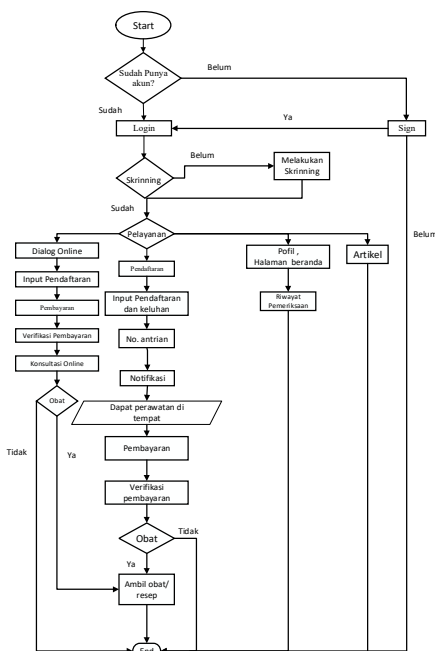 Start
Sudah Punya
akun?
Belum
Sudah
Login
Ya
Sign
Skrinning
Belum
Melakukan
Skrinning
Sudah
Belum
Pelayanan
Dialog Online
Input Pendaftaran
Pembayaran
Verifikasi Pembayaran
Konsultasi Online
Obat
Tidak
Ya
Pendaftaran
Input Pendaftaran
dan keluhan
No. antrian
Notifikasi
Dapat perawatan di
tempat
Pembayaran
Verifikasi
pembayaran
Obat
Tidak
Ya
Ambil obat/
resep
Pofil ,
Halaman beranda
Riwayat
Pemeriksaan
Artikel